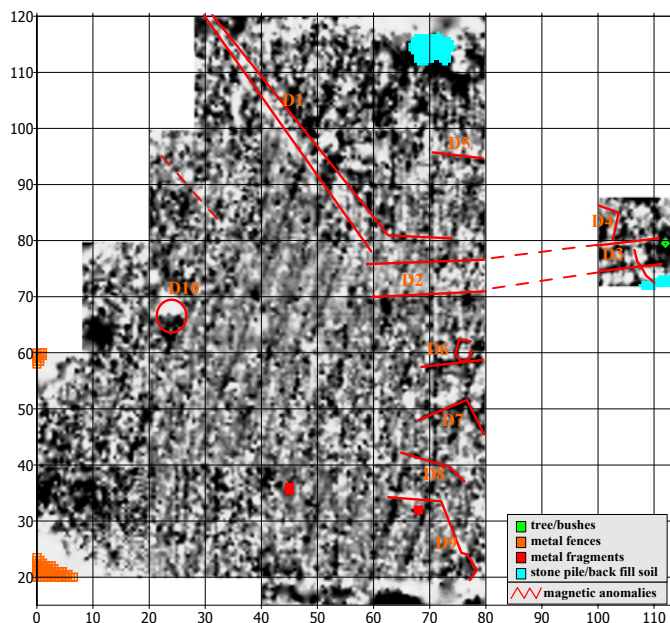 120
110
D1
100
D5
90
D4
80
D3
D2
D10
70
60
D6
50
D7
40
D8
30
D9
20
tree/bushes
metal fences
metal fragments
stone pile/back fill soil
magnetic anomalies
0 10 20 30 40 50 60 70 80 90 100 110